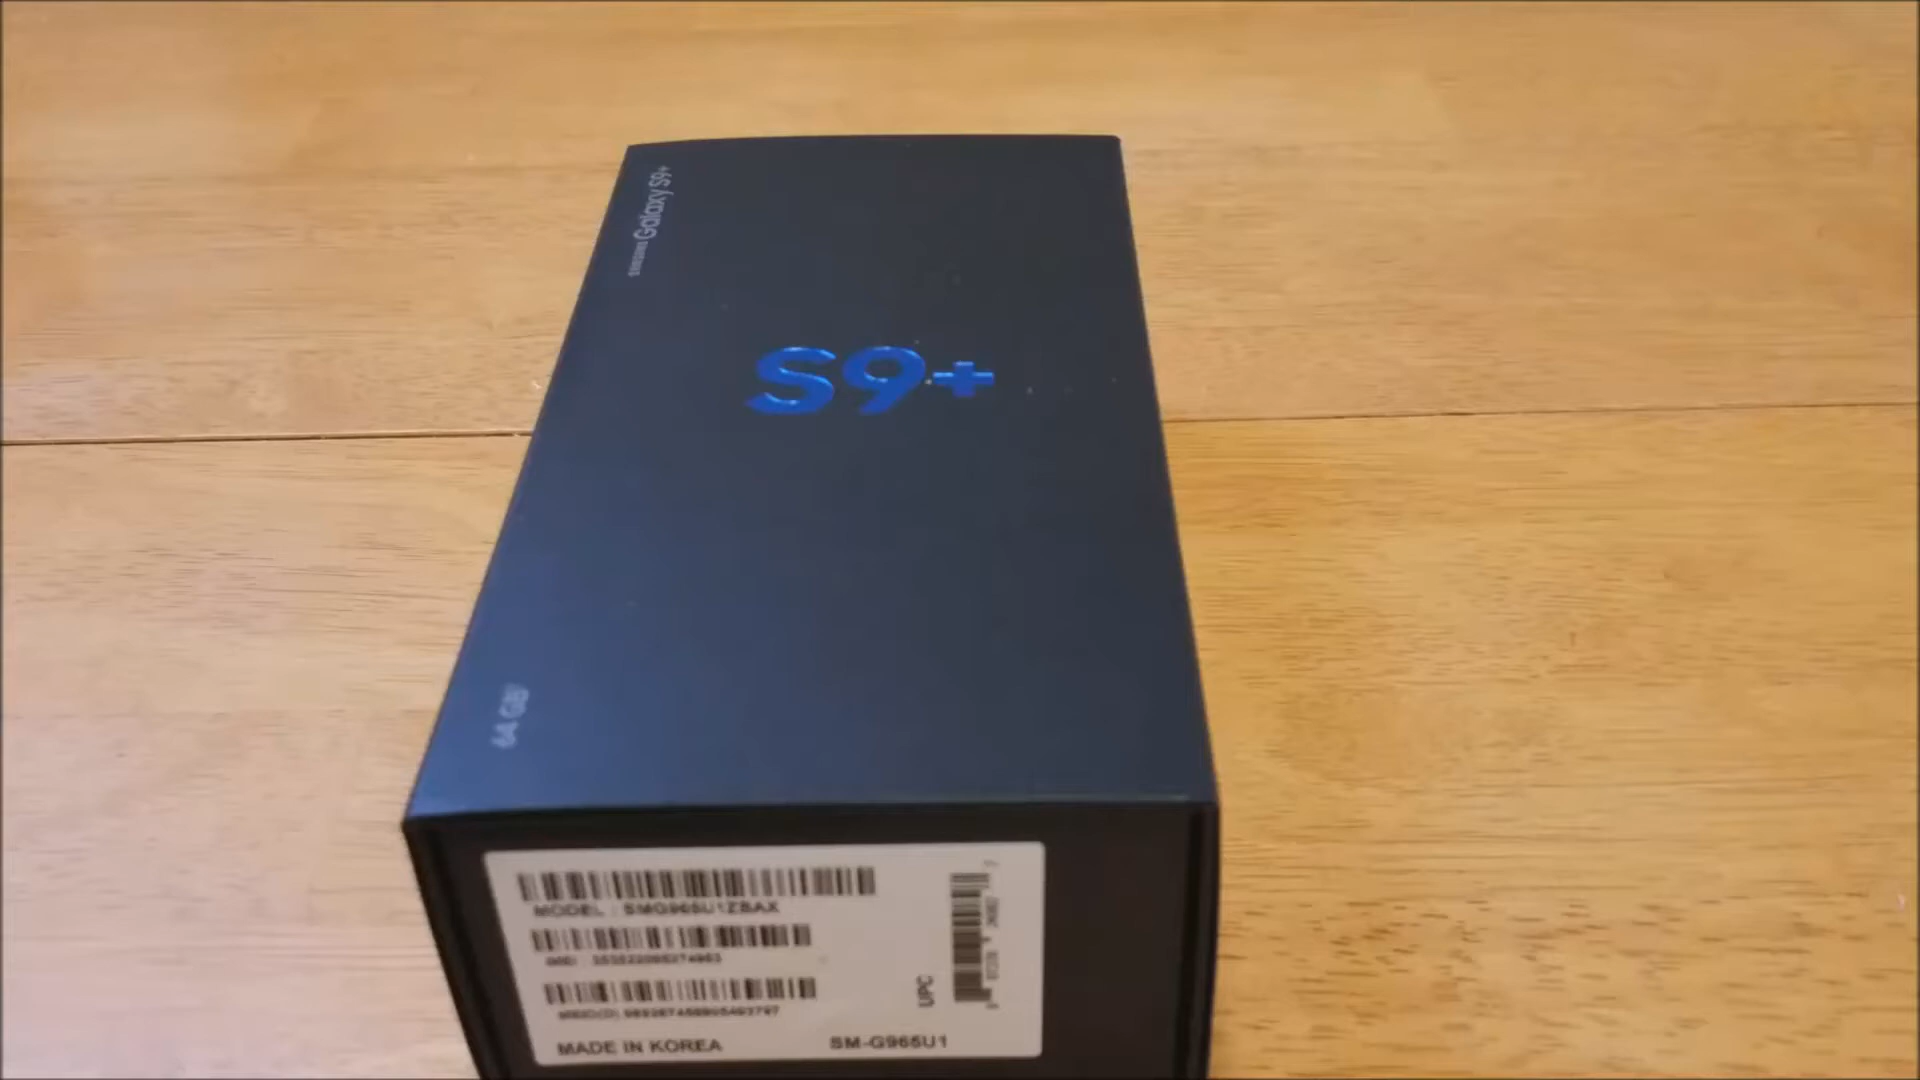 SAMSUNG Galaxy S9+
S9+
64 GB
MODEL : SMG965U1ZBAX
UPC
MADE IN KOREA
SM-G965U1